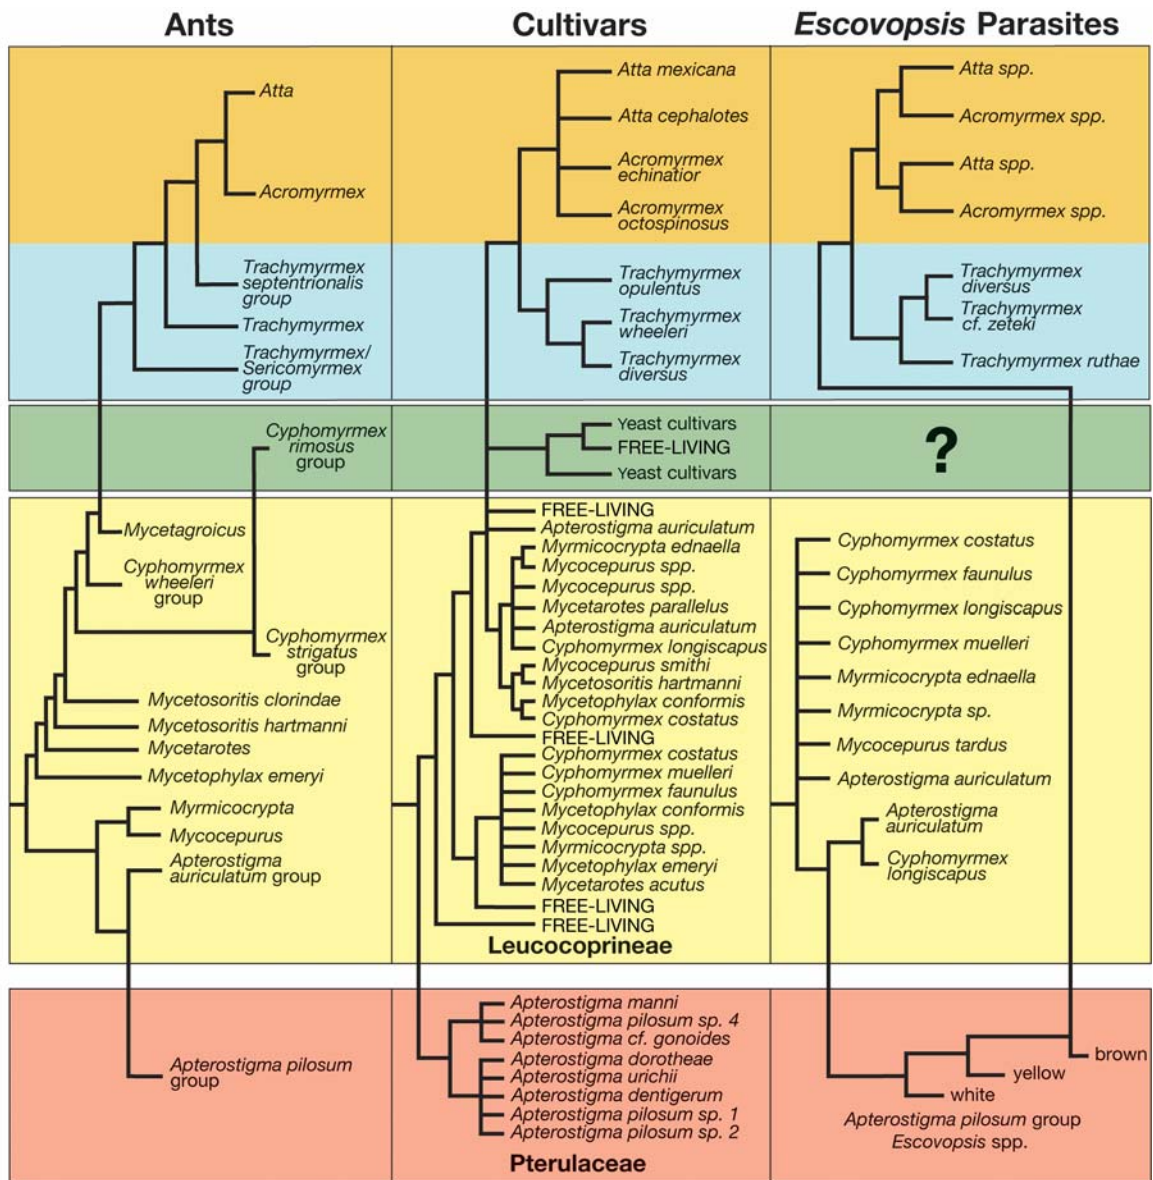 Ants
Cultivars
Escovopsis Parasites
Atta
Acromyrmex
Trachymyrmex
septentrionalis
group
Trachymyrmex
Trachymyrmex/
Sericomyrmex
group
Cyphomyrmex
rimosus
group
Mycetagroicus
Cyphomyrmex
wheeleri
group
Cyphomyrmex
strigatus
group
Mycetosoritis clorindae
Mycetosoritis hartmanni
Mycetarotes
Mycetophylax emeryi
Myrmicocrypta
Mycocepurus
Apterostigma
auriculatum group
Apterostigma pilosum
group
Atta mexicana
Atta cephalotes
Acromyrmex
echinatior
Acromyrmex
octospinosus
Trachymyrmex
opulentus
Trachymyrmex
wheeleri
Trachymyrmex
diversus
Yeast cultivars
FREE-LIVING
Yeast cultivars
FREE-LIVING
Apterostigma auriculatum
Myrmicocrypta ednaella
Mycocepurus spp.
Mycocepurus spp.
Mycetarotes parallelus
Apterostigma auriculatum
Cyphomyrmex longiscapus
Mycocepurus smithi
Mycetosoritis hartmanni
Mycetophylax conformis
Cyphomyrmex costatus
FREE-LIVING
Cyphomyrmex costatus
Cyphomyrmex muelleri
Cyphomyrmex faunulus
Mycetophylax conformis
Mycocepurus spp.
Myrmicocrypta spp.
Mycetophylax emeryi
Mycetarotes acutus
FREE-LIVING
FREE-LIVING
Leucocoprineae
Apterostigma manni
Apterostigma pilosum sp. 4
Apterostigma cf. gonoides
Apterostigma dorotheae
Apterostigma urichii
Apterostigma dentigerum
Apterostigma pilosum sp. 1
Apterostigma pilosum sp. 2
Pterulaceae
Atta spp.
Acromyrmex spp.
Atta spp.
Acromyrmex spp.
Trachymyrmex
diversus
Trachymyrmex
cf. zeteki
Trachymyrmex ruthae
?
Cyphomyrmex costatus
Cyphomyrmex faunulus
Cyphomyrmex longiscapus
Cyphomyrmex muelleri
Myrmicocrypta ednaella
Myrmicocrypta sp.
Mycocepurus tardus
Apterostigma auriculatum
Apterostigma
auriculatum
Cyphomyrmex
longiscapus
brown
yellow
white
Apterostigma pilosum group
Escovopsis spp.